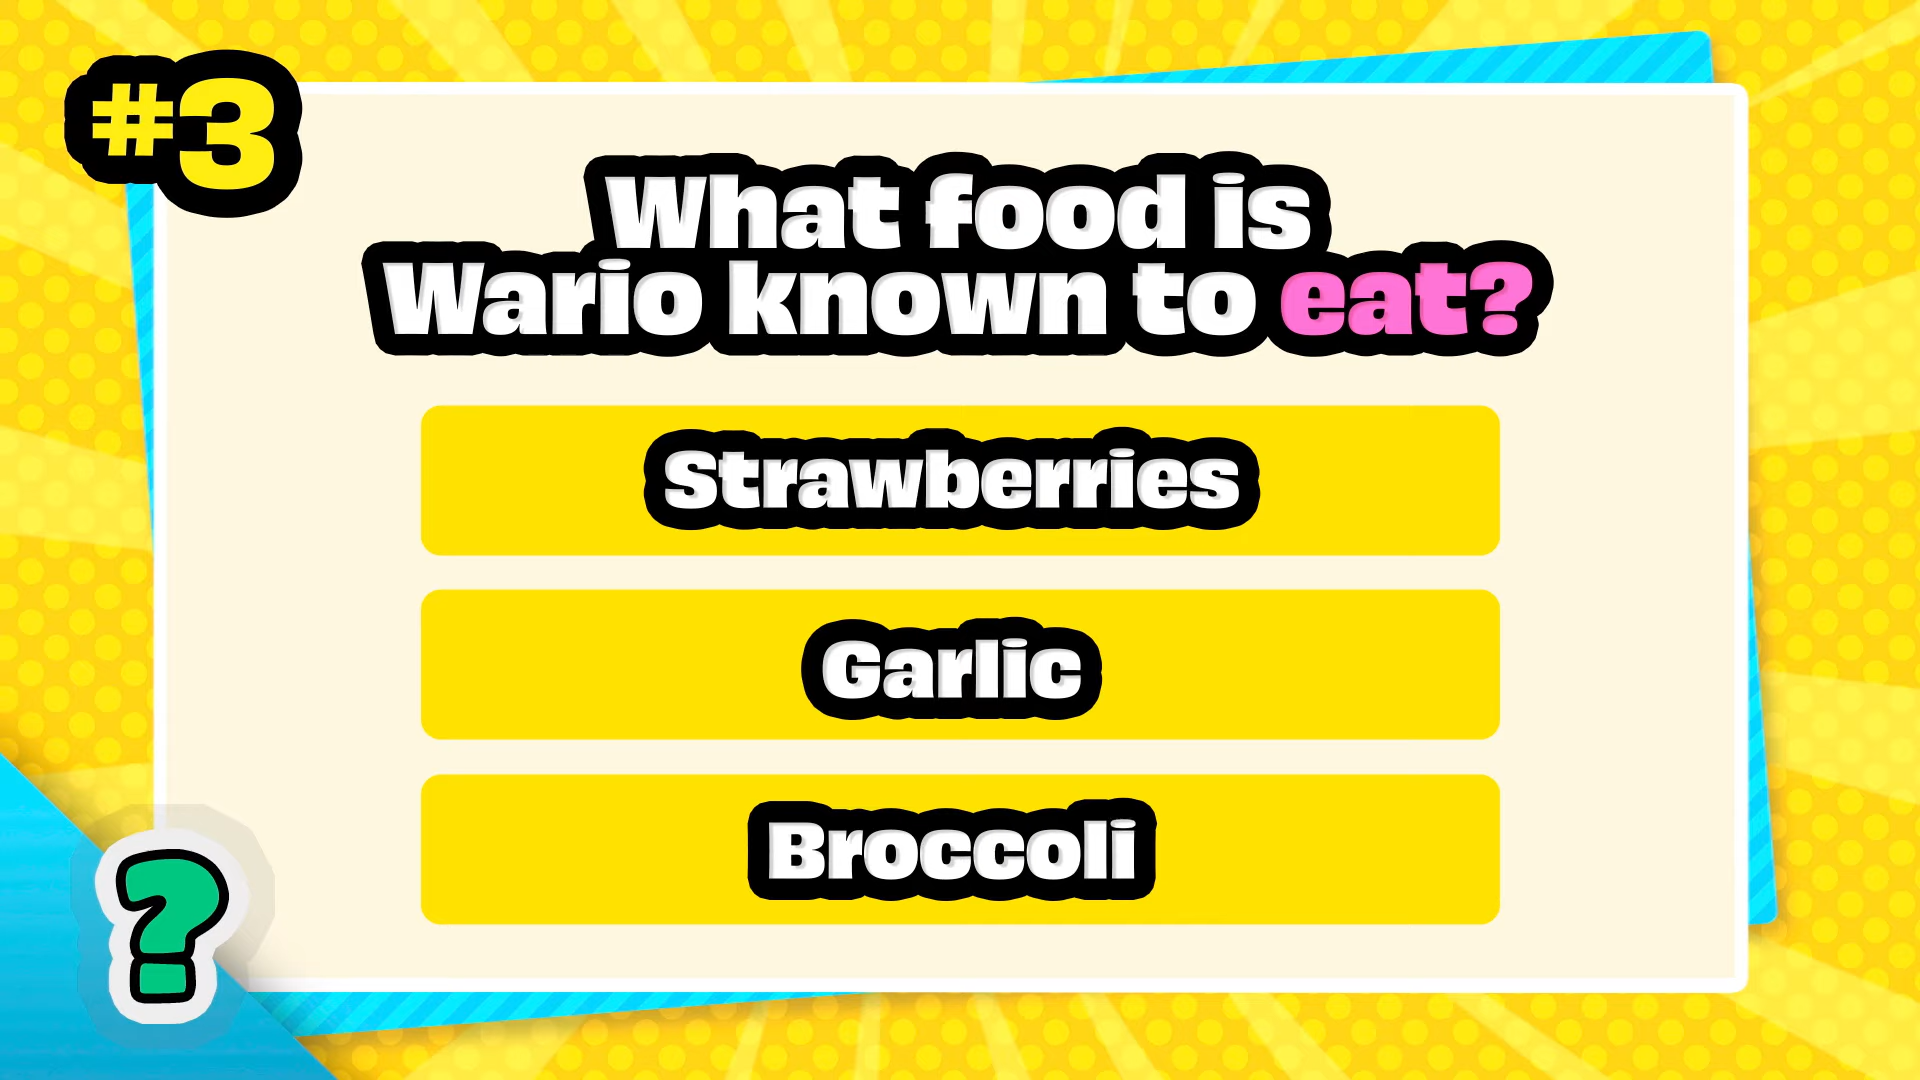 #3
What food is
Wario known to eat?
Strawberries
Garlic
Broccoli
?